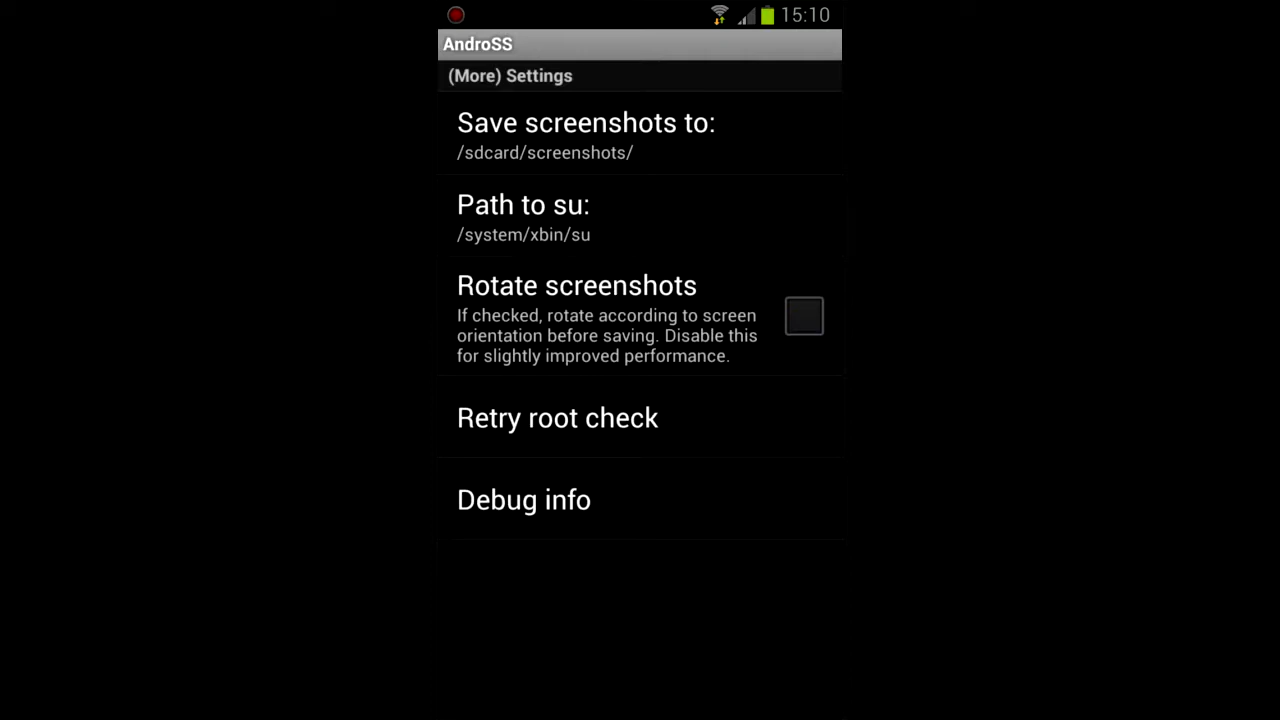 15:10
AndroSS
(More) Settings
Save screenshots to:
/sdcard/screenshots/
Path to su:
/system/xbin/su
Rotate screenshots
If checked, rotate according to screen
orientation before saving. Disable this
for slightly improved performance.
Retry root check
Debug info